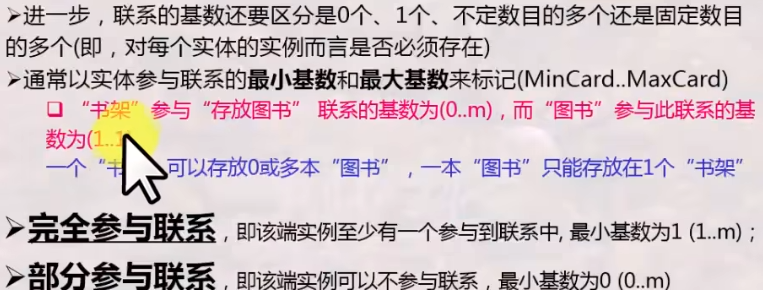 ➢进一步，联系的基数还要区分是0个、1个、不定数目的多个还是固定数目
的多个(即，对每个实体的实例而言是否必须存在)
➢通常以实体参与联系的最小基数和最大基数来标记(MinCard..MaxCard)
❑ “书架”参与“存放图书” 联系的基数为(0..m)，而“图书”参与此联系的基
数为(1..1
一个“书 可以存放0或多本“图书”，一本“图书”只能存放在1个“书架”
➢完全参与联系，即该端实例至少有一个参与到联系中, 最小基数为1 (1..m)；
➢部分参与联系，即该端实例可以不参与联系，最小基数为0 (0..m)